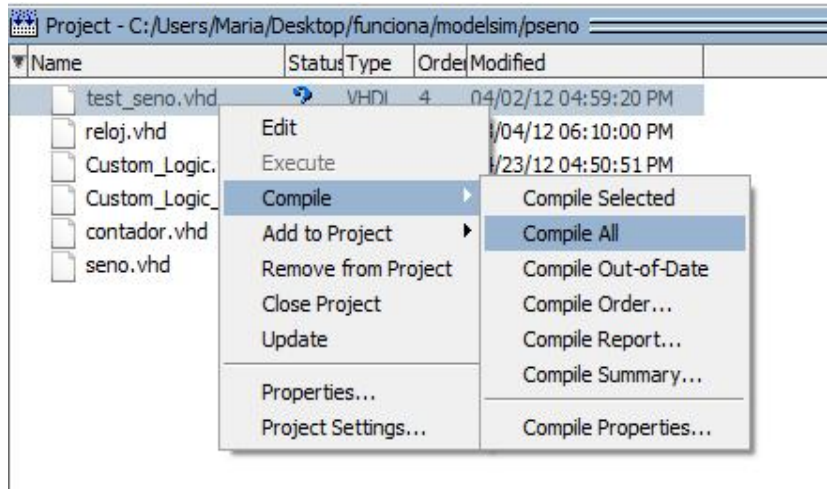 Project - C:/Users/Maria/Desktop/funciona/modelsim/pseno
Name Status Type Order Modified
test_seno.vhd VHDL 4 04/02/12 04:59:20 PM
reloj.vhd /04/12 06:10:00 PM
Custom_Logic. /23/12 04:50:51 PM
Custom_Logic_
contador.vhd
seno.vhd
Edit
Execute
Compile
Add to Project
Remove from Project
Close Project
Update
Properties...
Project Settings...
Compile Selected
Compile All
Compile Out-of-Date
Compile Order...
Compile Report...
Compile Summary...
Compile Properties...